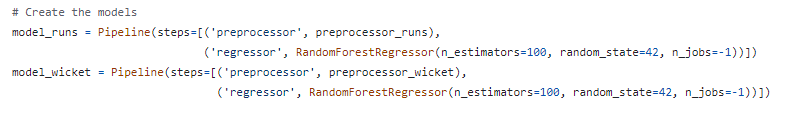 # Create the models
model_runs = Pipeline(steps=[('preprocessor', preprocessor_runs),
('regressor', RandomForestRegressor(n_estimators=100, random_state=42, n_jobs=-1))])
model_wicket = Pipeline(steps=[('preprocessor', preprocessor_wicket),
('regressor', RandomForestRegressor(n_estimators=100, random_state=42, n_jobs=-1))])